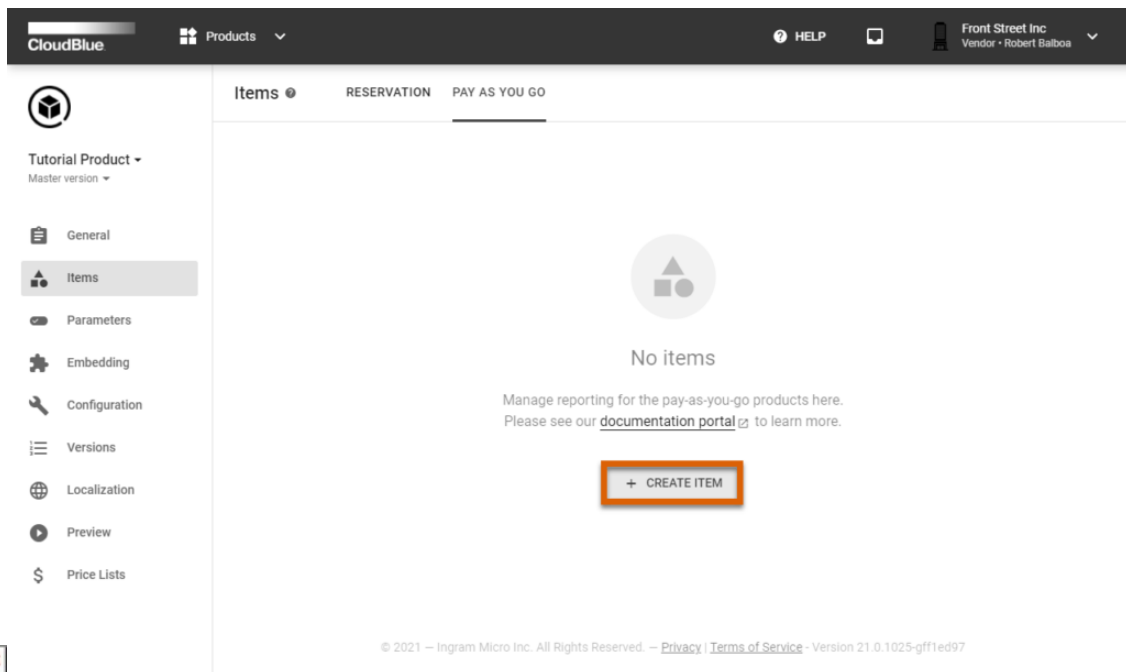 CloudBlue
Products
HELP
Front Street Inc
Vendor • Robert Balboa
Items
RESERVATION
PAY AS YOU GO
Tutorial Product
Master version
General
Items
Parameters
Embedding
Configuration
Versions
Localization
Preview
Price Lists
No items
Manage reporting for the pay-as-you-go products here.
Please see our documentation portal to learn more.
+ CREATE ITEM
© 2021 – Ingram Micro Inc. All Rights Reserved. – Privacy | Terms of Service - Version 21.0.1025-gff1ed97